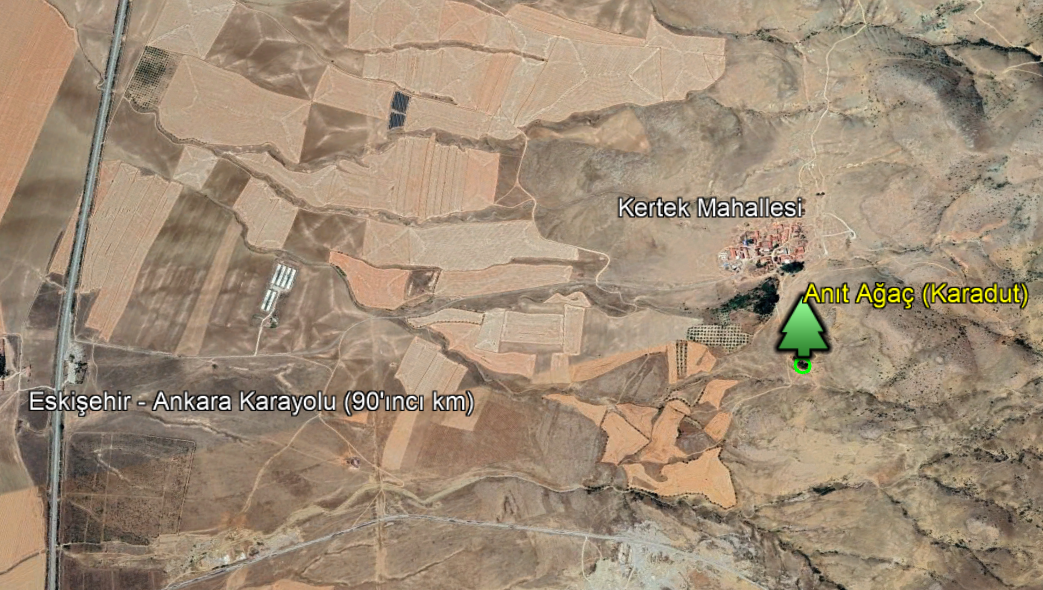 Kertek Mahallesi
Anıt Ağaç (Karadut)
Eskişehir - Ankara Karayolu (90'ıncı km)